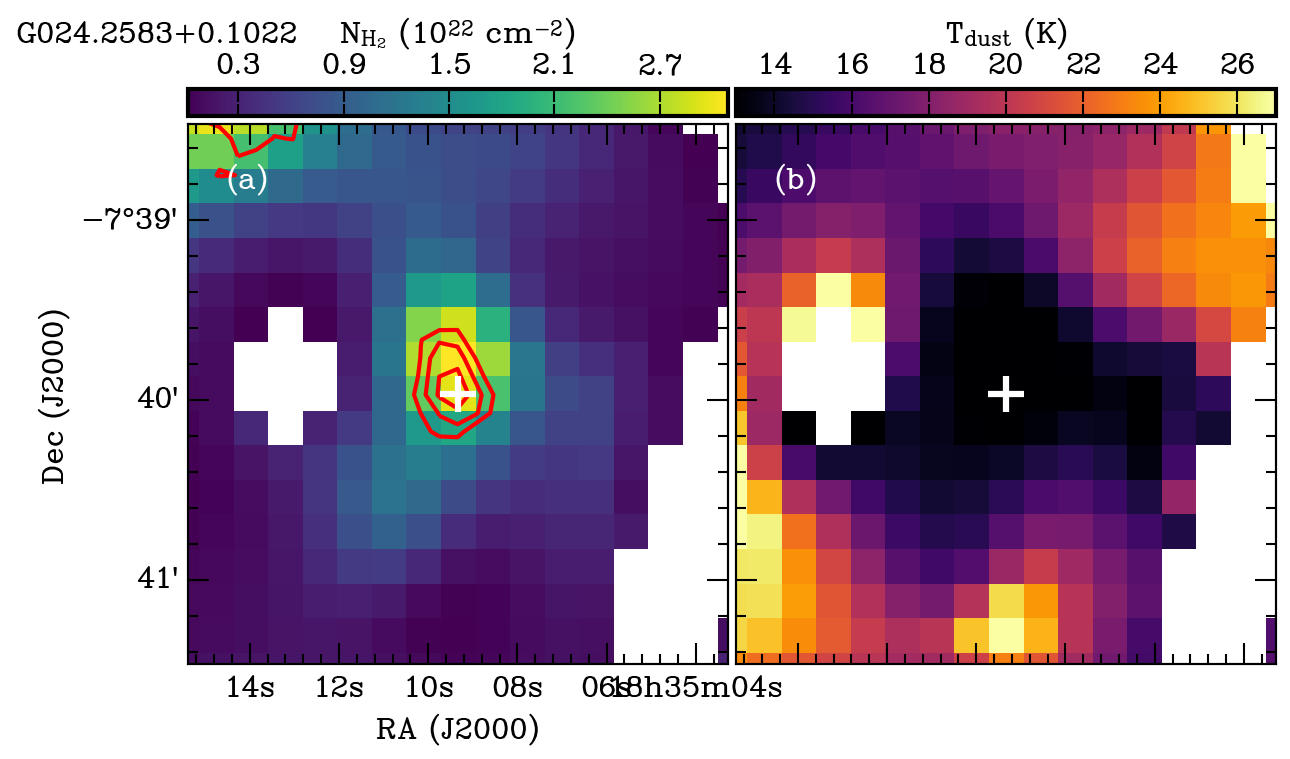 G024.2583+0.1022 N_H₂ (10²² cm⁻²) T_dust (K)
0.3 0.9 1.5 2.1 2.7 14 16 18 20 22 24 26
(a) (b)
−7°39'
40'
41'
Dec (J2000)
14s 12s 10s 08s 06s 18h35m04s
RA (J2000)